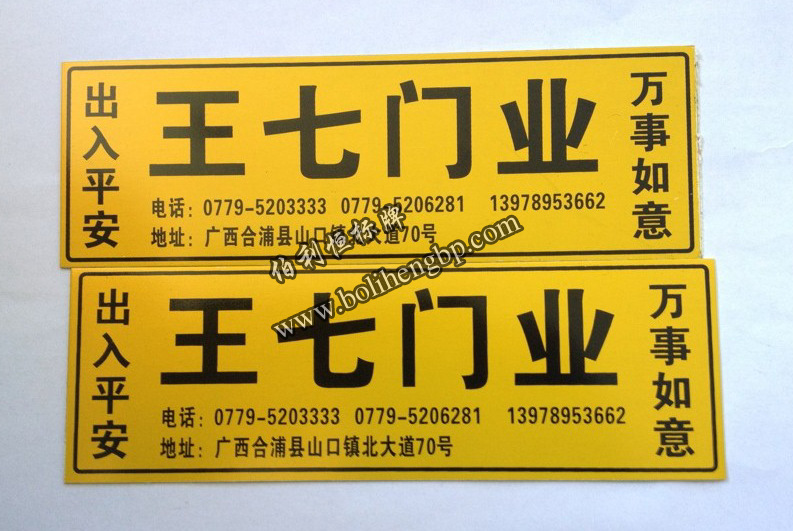 出入平安
王七门业
万事如意
电话：0779-5203333 0779-5206281 13978953662
地址：广西合浦县山口镇北大道70号
伯利恒标牌
www.bolihengbp.com
出入平安
王七门业
万事如意
电话：0779-5203333 0779-5206281 13978953662
地址：广西合浦县山口镇北大道70号